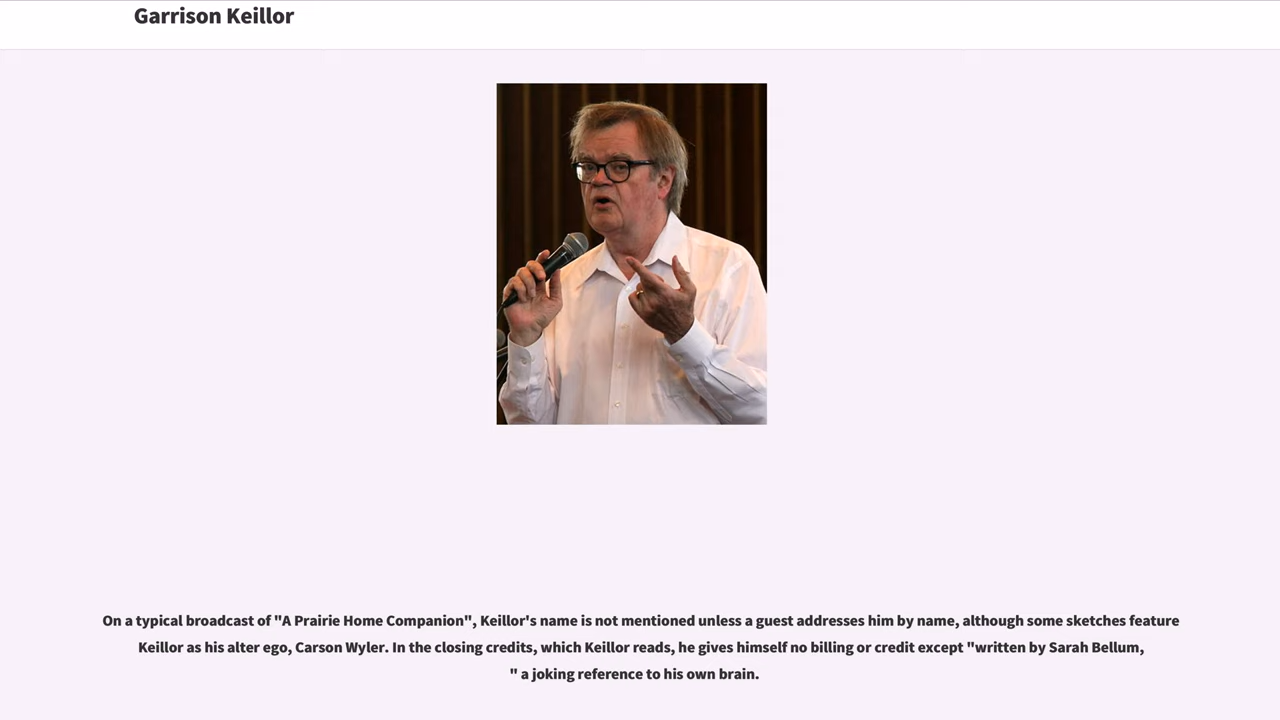 Garrison Keillor
On a typical broadcast of "A Prairie Home Companion", Keillor's name is not mentioned unless a guest addresses him by name, although some sketches feature
Keillor as his alter ego, Carson Wyler. In the closing credits, which Keillor reads, he gives himself no billing or credit except "written by Sarah Bellum,
" a joking reference to his own brain.